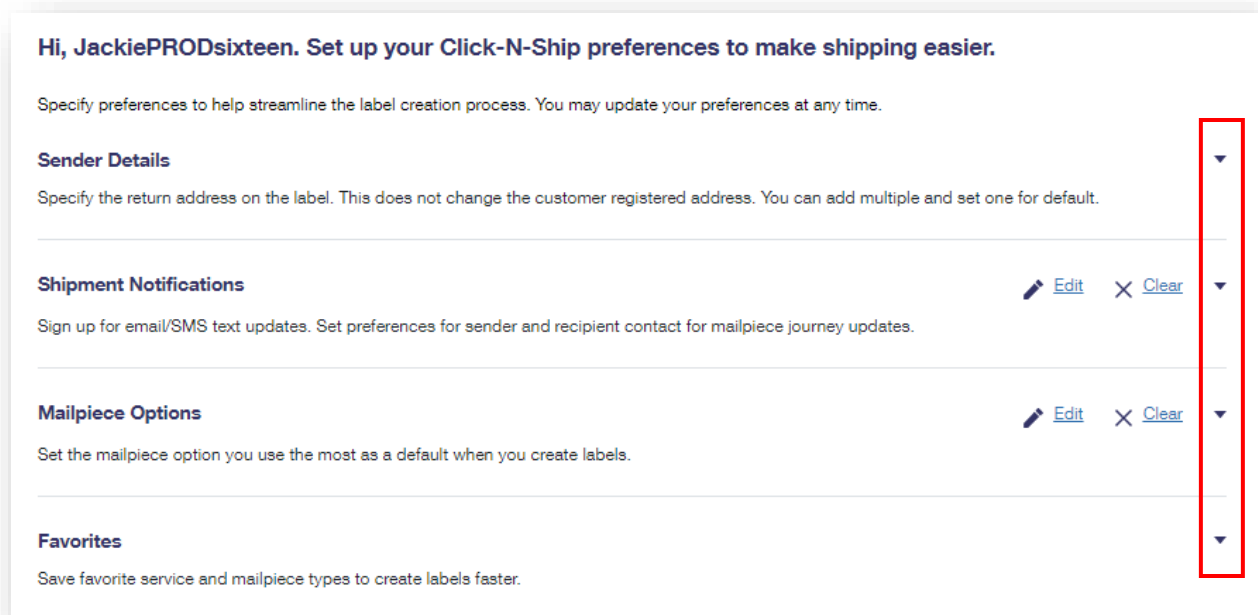 Hi, JackiePRODsixteen. Set up your Click-N-Ship preferences to make shipping easier.
Specify preferences to help streamline the label creation process. You may update your preferences at any time.
Sender Details
Specify the return address on the label. This does not change the customer registered address. You can add multiple and set one for default.
Shipment Notifications Edit Clear
Sign up for email/SMS text updates. Set preferences for sender and recipient contact for mailpiece journey updates.
Mailpiece Options Edit Clear
Set the mailpiece option you use the most as a default when you create labels.
Favorites
Save favorite service and mailpiece types to create labels faster.